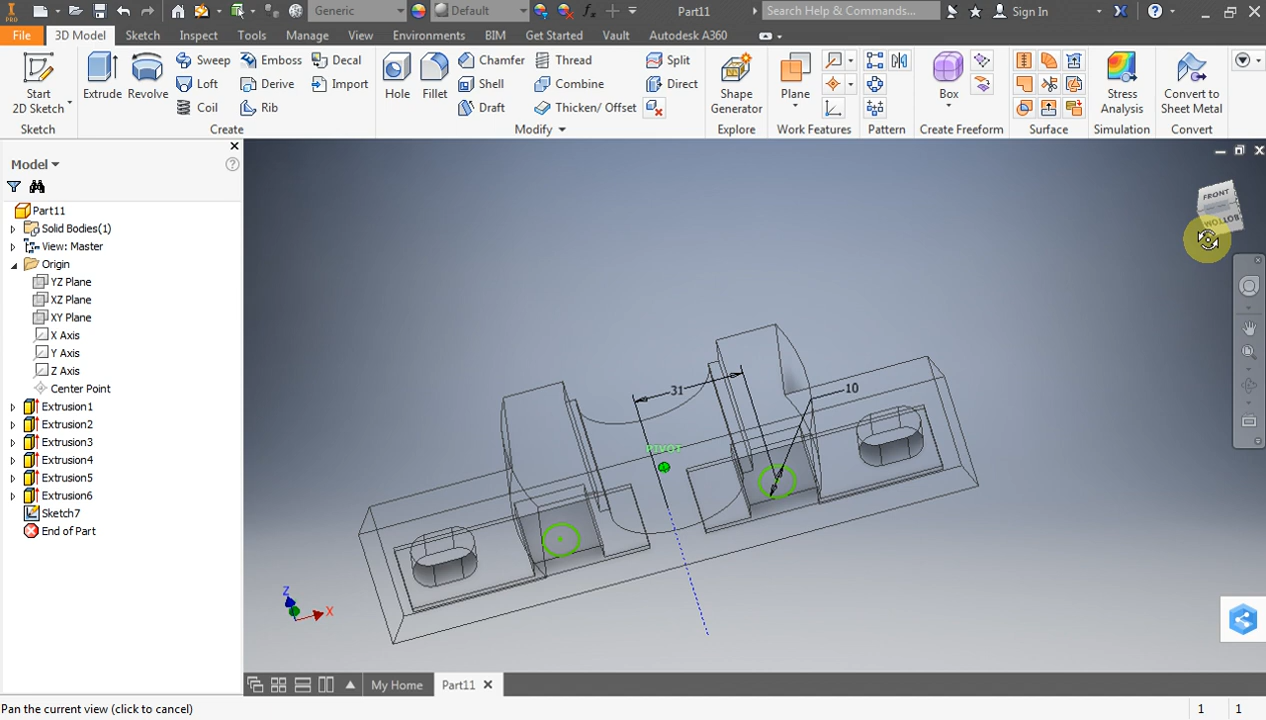 PRO
Generic
Default
Part11
Search Help & Commands...
Sign In
File
3D Model
Sketch
Inspect
Tools
Manage
View
Environments
BIM
Get Started
Vault
Autodesk A360
Start
2D Sketch
Extrude
Revolve
Sweep
Loft
Coil
Emboss
Derive
Rib
Decal
Import
Hole
Fillet
Chamfer
Shell
Draft
Thread
Combine
Thicken/ Offset
Split
Direct
Shape
Generator
Plane
Box
Stress
Analysis
Convert to
Sheet Metal
Sketch
Create
Modify
Explore
Work Features
Pattern
Create Freeform
Surface
Simulation
Convert
Model
Part11
Solid Bodies(1)
View: Master
Origin
YZ Plane
XZ Plane
XY Plane
X Axis
Y Axis
Z Axis
Center Point
Extrusion1
Extrusion2
Extrusion3
Extrusion4
Extrusion5
Extrusion6
Sketch7
End of Part
FRONT
BOTTOM
31
10
PIVOT
Z
X
My Home
Part11
Pan the current view (click to cancel)
1
1